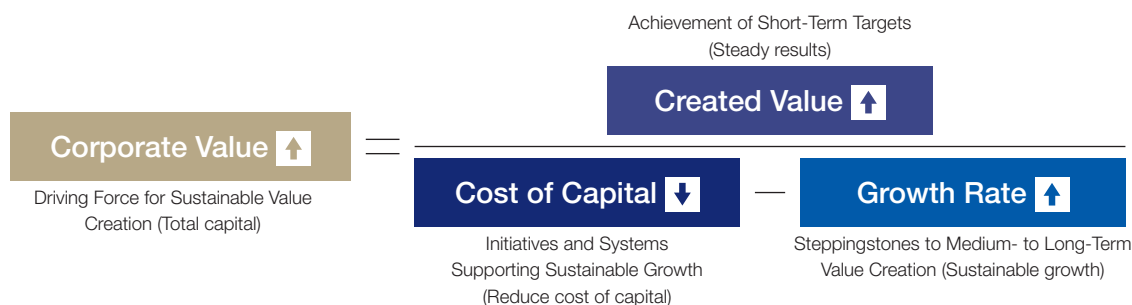 Achievement of Short-Term Targets
(Steady results)
Created Value
Corporate Value
Driving Force for Sustainable Value
Creation (Total capital)
Cost of Capital
Initiatives and Systems
Supporting Sustainable Growth
(Reduce cost of capital)
Growth Rate
Steppingstones to Medium- to Long-Term
Value Creation (Sustainable growth)